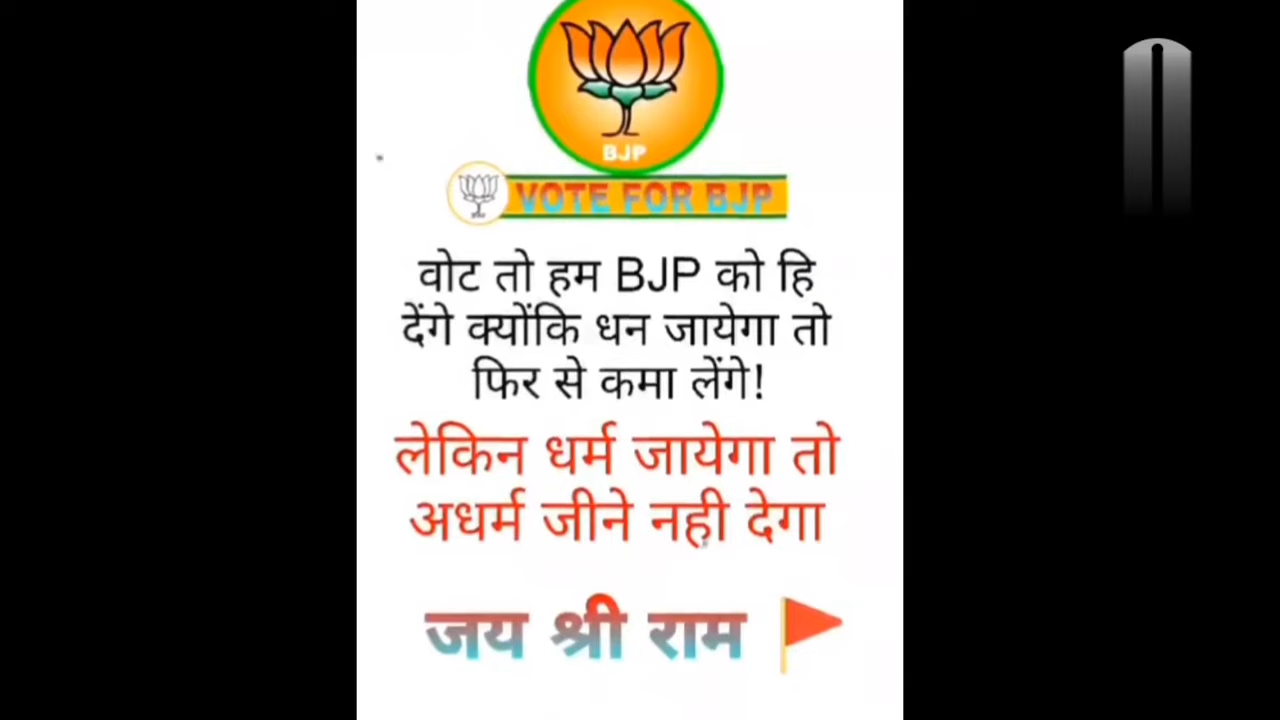 BJP
VOTE FOR BJP
वोट तो हम BJP को हि
देंगे क्योंकि धन जायेगा तो
फिर से कमा लेंगे!
लेकिन धर्म जायेगा तो
अधर्म जीने नही देगा
जय श्री राम